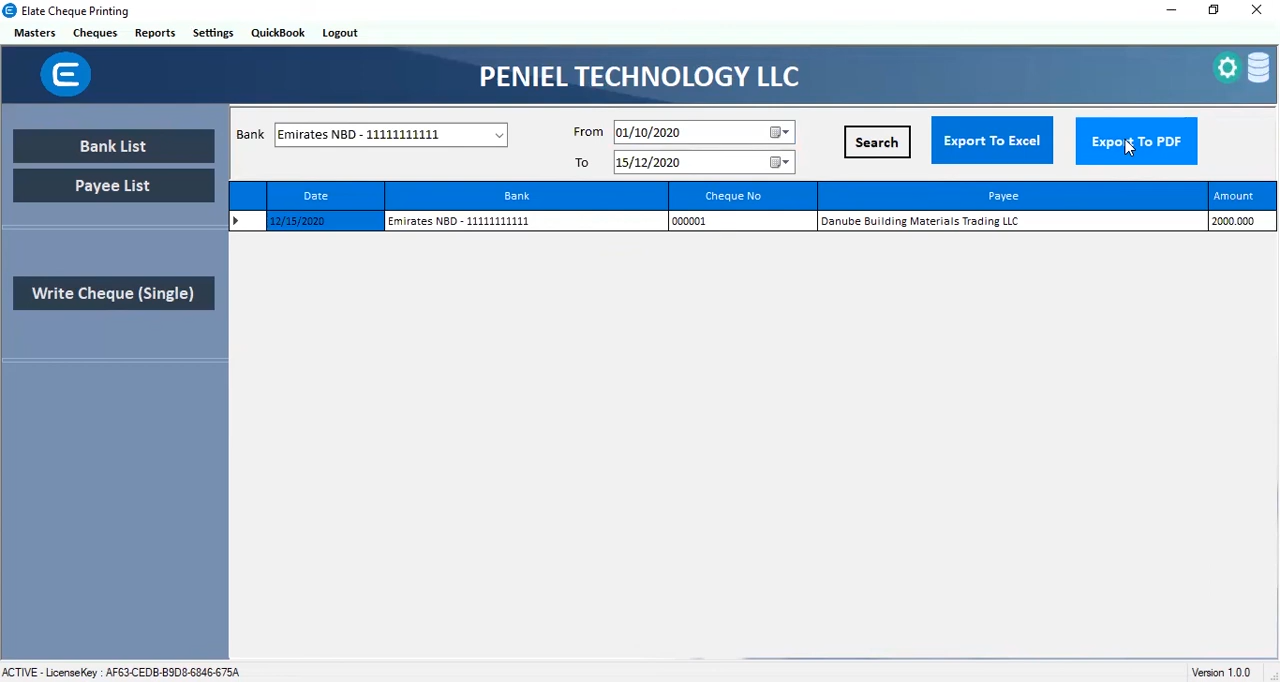 Elate Cheque Printing
Masters Cheques Reports Settings QuickBook Logout
PENIEL TECHNOLOGY LLC
Bank List
Payee List
Write Cheque (Single)
Bank Emirates NBD - 11111111111
From 01/10/2020
To 15/12/2020
Search
Export To Excel
Export To PDF
Date Bank Cheque No Payee Amount
12/15/2020 Emirates NBD - 11111111111 000001 Danube Building Materials Trading LLC 2000.000
ACTIVE - LicenseKey : AF63-CEDB-B9D8-6846-675A
Version 1.0.0